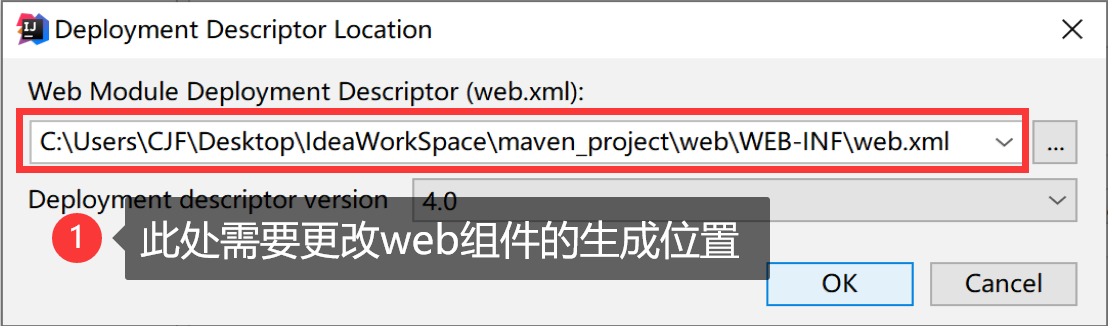 IJ
Deployment Descriptor Location
Web Module Deployment Descriptor (web.xml):
C:\Users\CJF\Desktop\IdeaWorkSpace\maven_project\web\WEB-INF\web.xml
...
Deployment descriptor version
4.0
1
此处需要更改web组件的生成位置
OK
Cancel